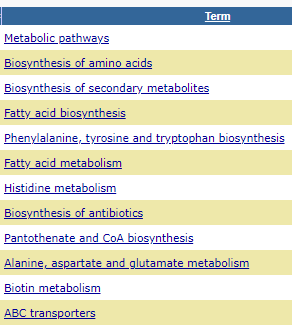 Term
Metabolic pathways
Biosynthesis of amino acids
Biosynthesis of secondary metabolites
Fatty acid biosynthesis
Phenylalanine, tyrosine and tryptophan biosynthesis
Fatty acid metabolism
Histidine metabolism
Biosynthesis of antibiotics
Pantothenate and CoA biosynthesis
Alanine, aspartate and glutamate metabolism
Biotin metabolism
ABC transporters